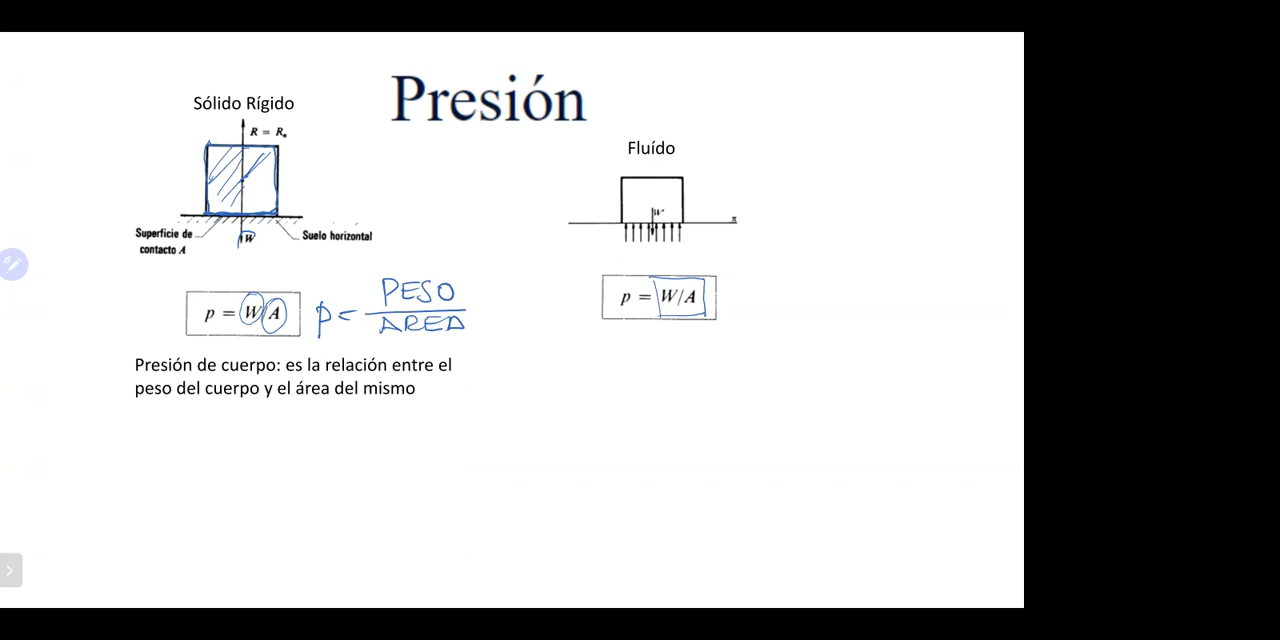 Presión
Sólido Rígido
R = Rn
Superficie de
contacto A
W
Suelo horizontal
p = W/A
p = PESO
AREA
Presión de cuerpo: es la relación entre el
peso del cuerpo y el área del mismo
Fluído
W
p = W/A